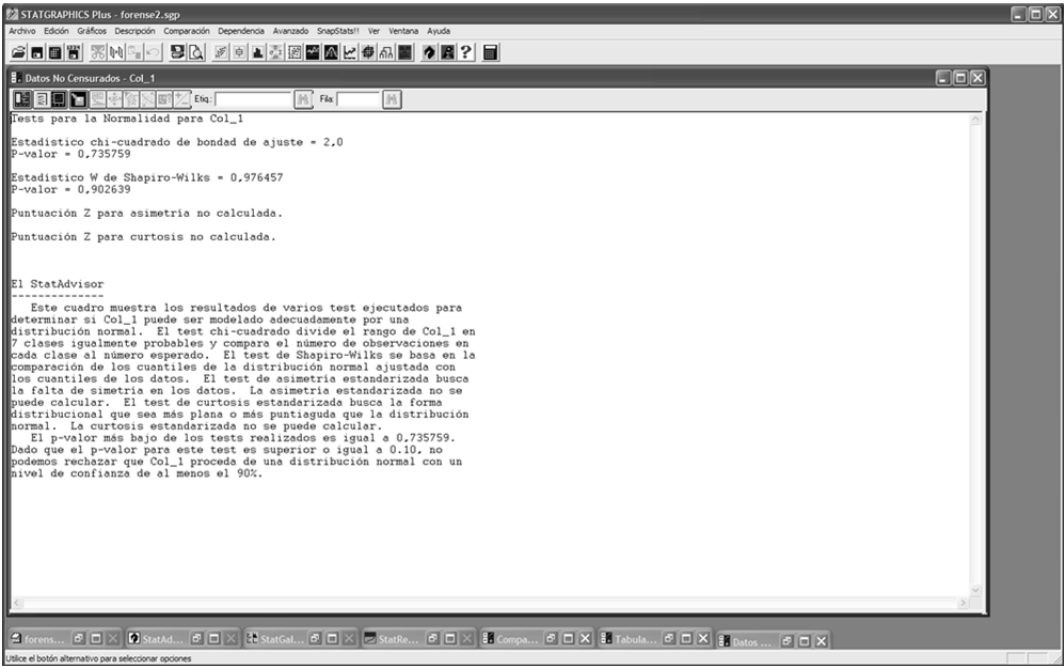 STATGRAPHICS Plus - forense2.sgp
Archivo Edición Gráficos Descripción Comparación Dependencia Avanzado SnapStats!! Ver Ventana Ayuda
Datos No Censurados - Col_1
Etiq.: Fila:
Tests para la Normalidad para Col_1
Estadístico chi-cuadrado de bondad de ajuste = 2,0
P-valor = 0,735759
Estadístico W de Shapiro-Wilks = 0,976457
P-valor = 0,902639
Puntuación Z para asimetría no calculada.
Puntuación Z para curtosis no calculada.
El StatAdvisor
--------------
Este cuadro muestra los resultados de varios test ejecutados para
determinar si Col_1 puede ser modelado adecuadamente por una
distribución normal. El test chi-cuadrado divide el rango de Col_1 en
7 clases igualmente probables y compara el número de observaciones en
cada clase al número esperado. El test de Shapiro-Wilks se basa en la
comparación de los cuantiles de la distribución normal ajustada con
los cuantiles de los datos. El test de asimetría estandarizada busca
la falta de simetría en los datos. La asimetría estandarizada no se
puede calcular. El test de curtosis estandarizada busca la forma
distribucional que sea más plana o más puntiaguda que la distribución
normal. La curtosis estandarizada no se puede calcular.
El p-valor más bajo de los tests realizados es igual a 0,735759.
Dado que el p-valor para este test es superior o igual a 0.10, no
podemos rechazar que Col_1 proceda de una distribución normal con un
nivel de confianza de al menos el 90%.
forens... StatAd... StatGal... StatRe... Compa... Tabula... Datos ...
Utilice el botón alternativo para seleccionar opciones